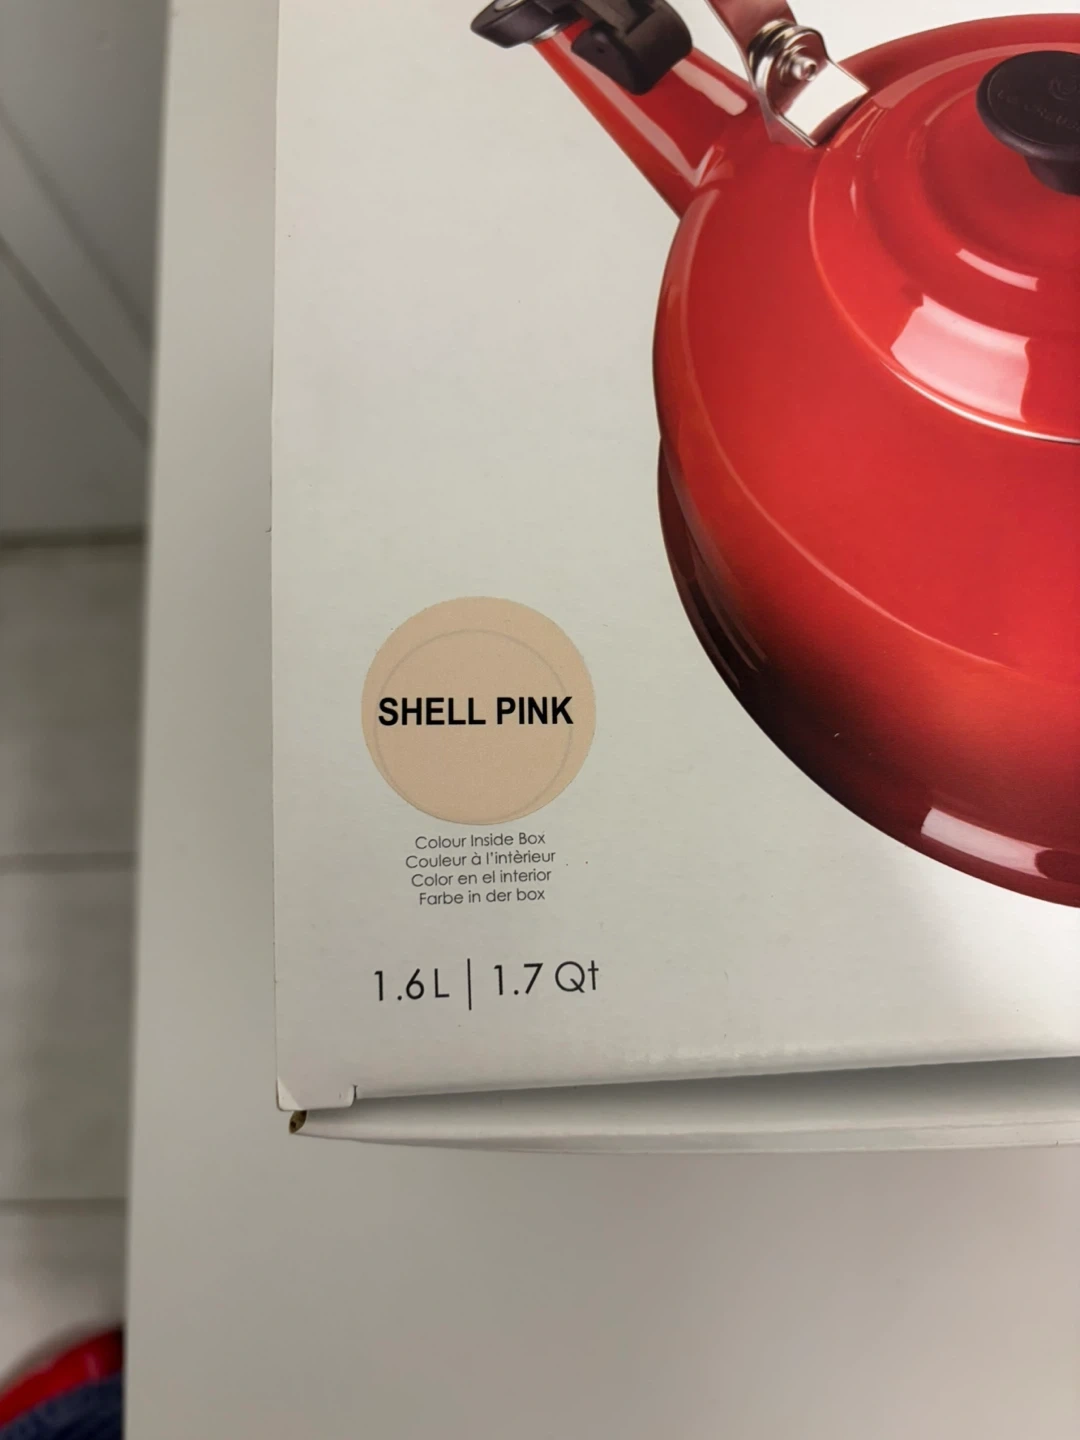 SHELL PINK
Colour Inside Box
Couleur à l'intèrieur
Color en el interior
Farbe in der box
1.6L | 1.7 Qt